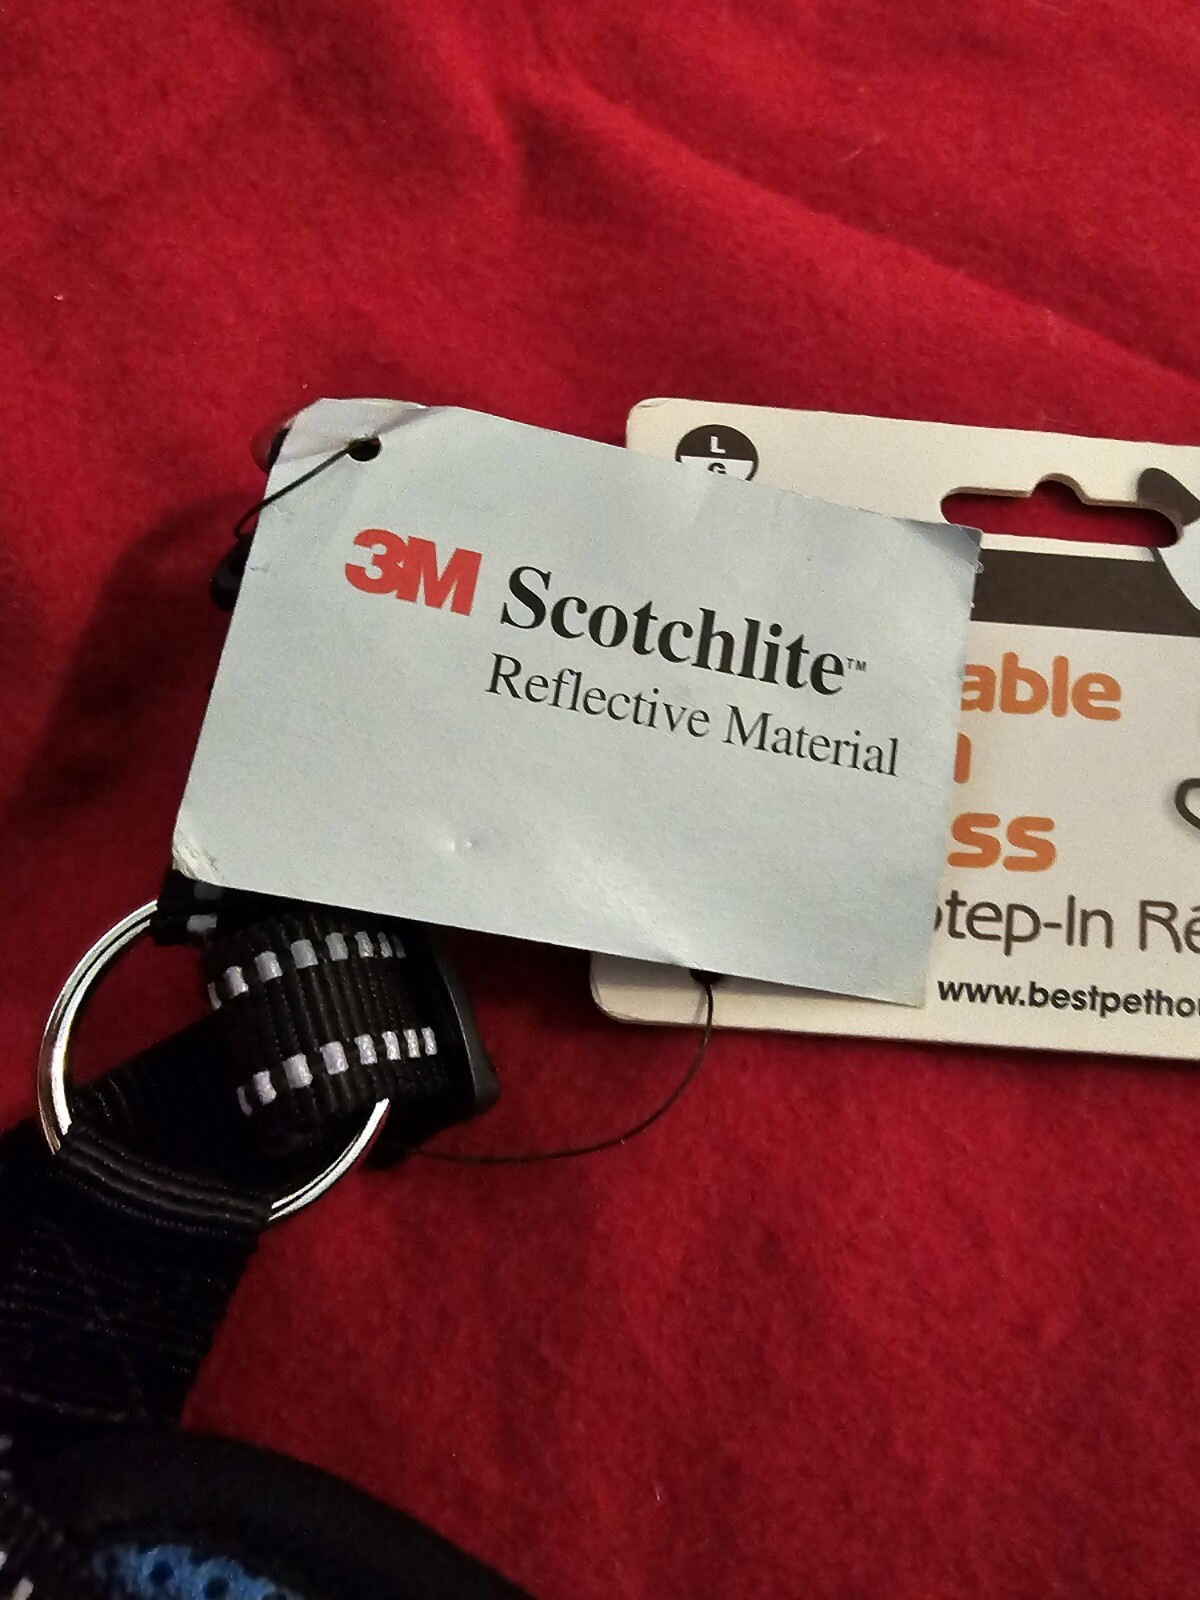 3M Scotchlite™
Reflective Material
L
G
able
ss
tep-In
www.bestpetho